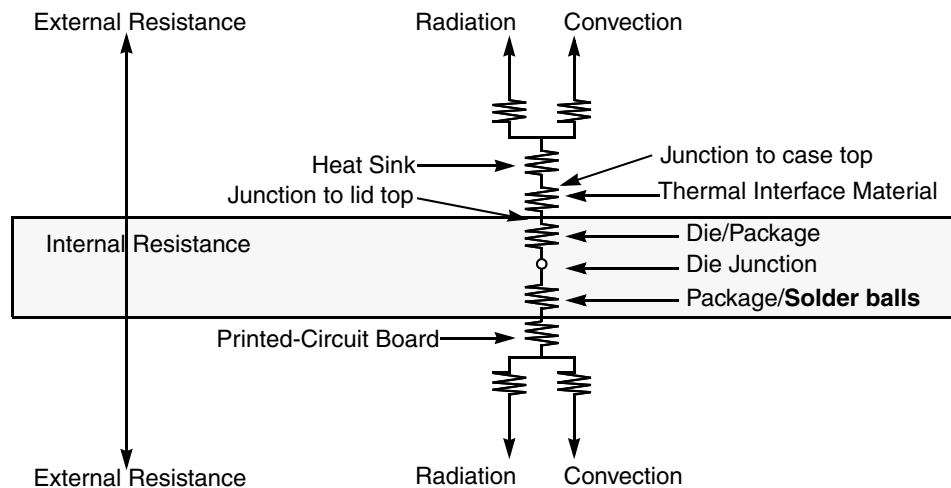 External Resistance
Radiation
Convection
Heat Sink
Junction to case top
Junction to lid top
Thermal Interface Material
Internal Resistance
Die/Package
Die Junction
Package/Solder balls
Printed-Circuit Board
External Resistance
Radiation
Convection